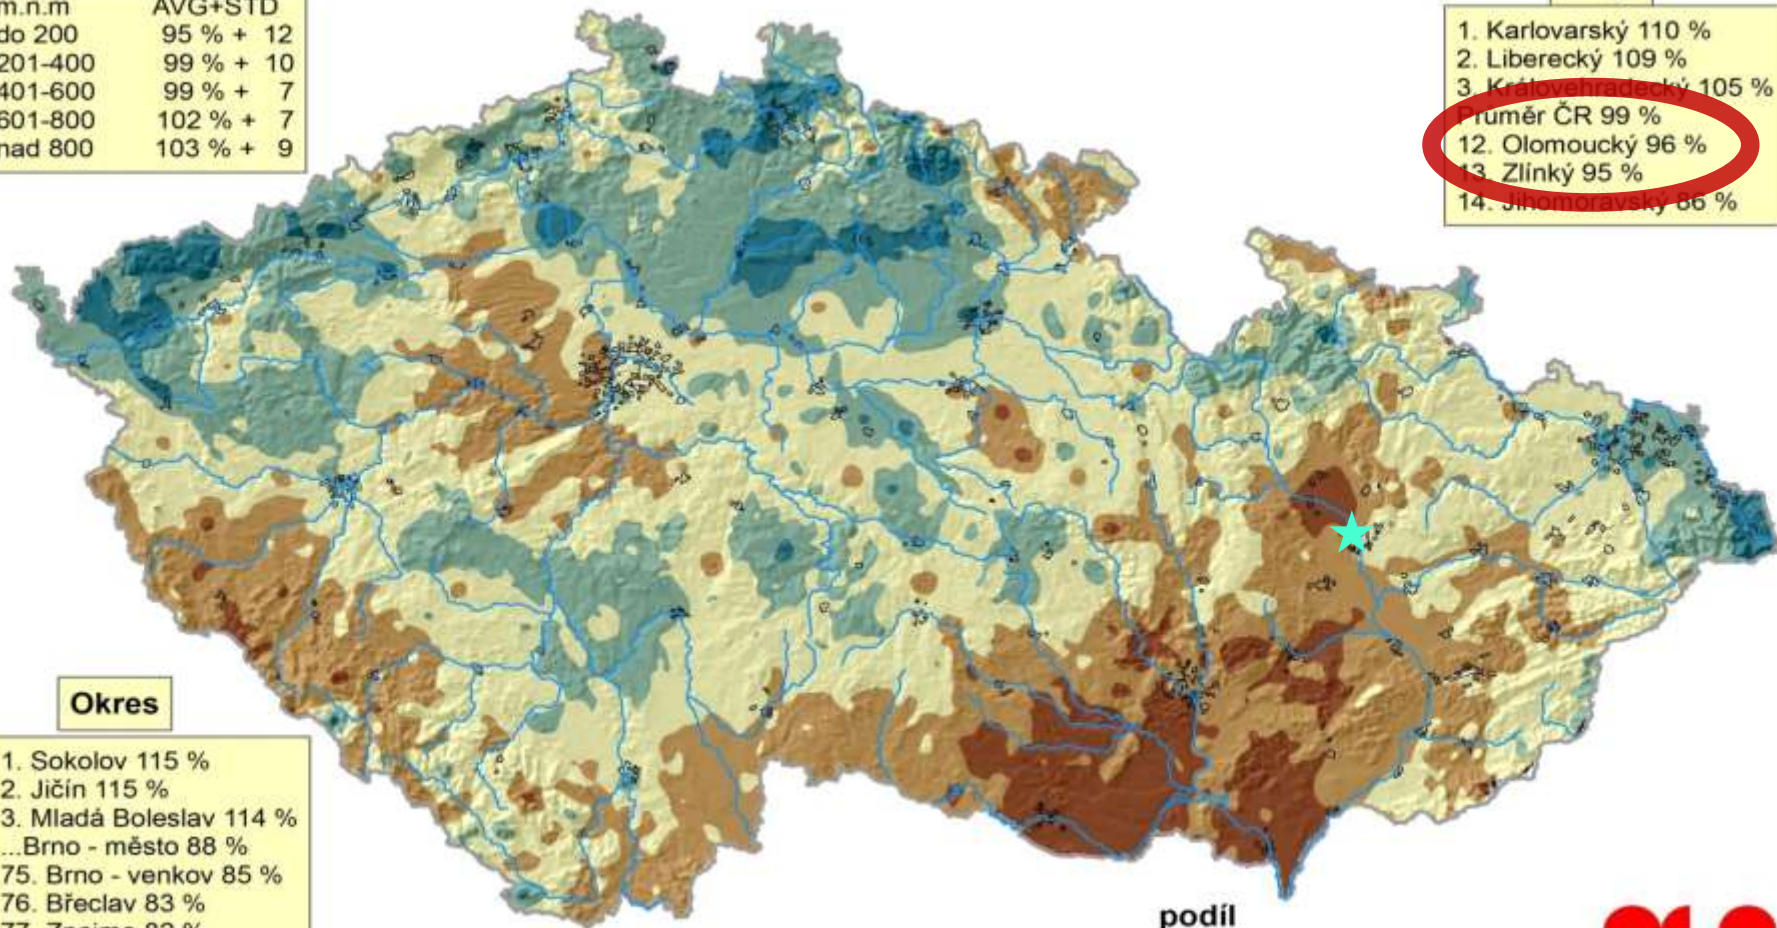 m.n.m AVG+STD
do 200 95 % + 12
201-400 99 % + 10
401-600 99 % + 7
601-800 102 % + 7
nad 800 103 % + 9
1. Karlovarský 110 %
2. Liberecký 109 %
3. Královehradecký 105 %
Průměr ČR 99 %
12. Olomoucký 96 %
13. Zlínký 95 %
14. Jihomoravský 86 %
Okres
1. Sokolov 115 %
2. Jičín 115 %
3. Mladá Boleslav 114 %
...Brno - město 88 %
75. Brno - venkov 85 %
76. Břeclav 83 %
podíl